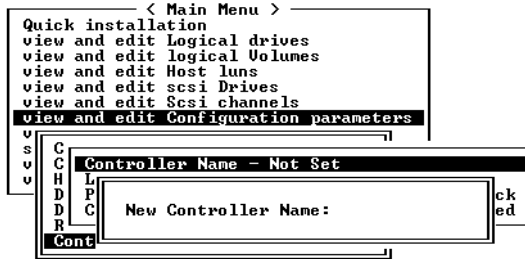 < Main Menu >
Quick installation
view and edit Logical drives
view and edit logical Volumes
view and edit Host luns
view and edit scsi Drives
view and edit Scsi channels
view and edit Configuration parameters
v
s C
v C Controller Name - Not Set
v H L
D P ck
D C New Controller Name: ed
R
Cont